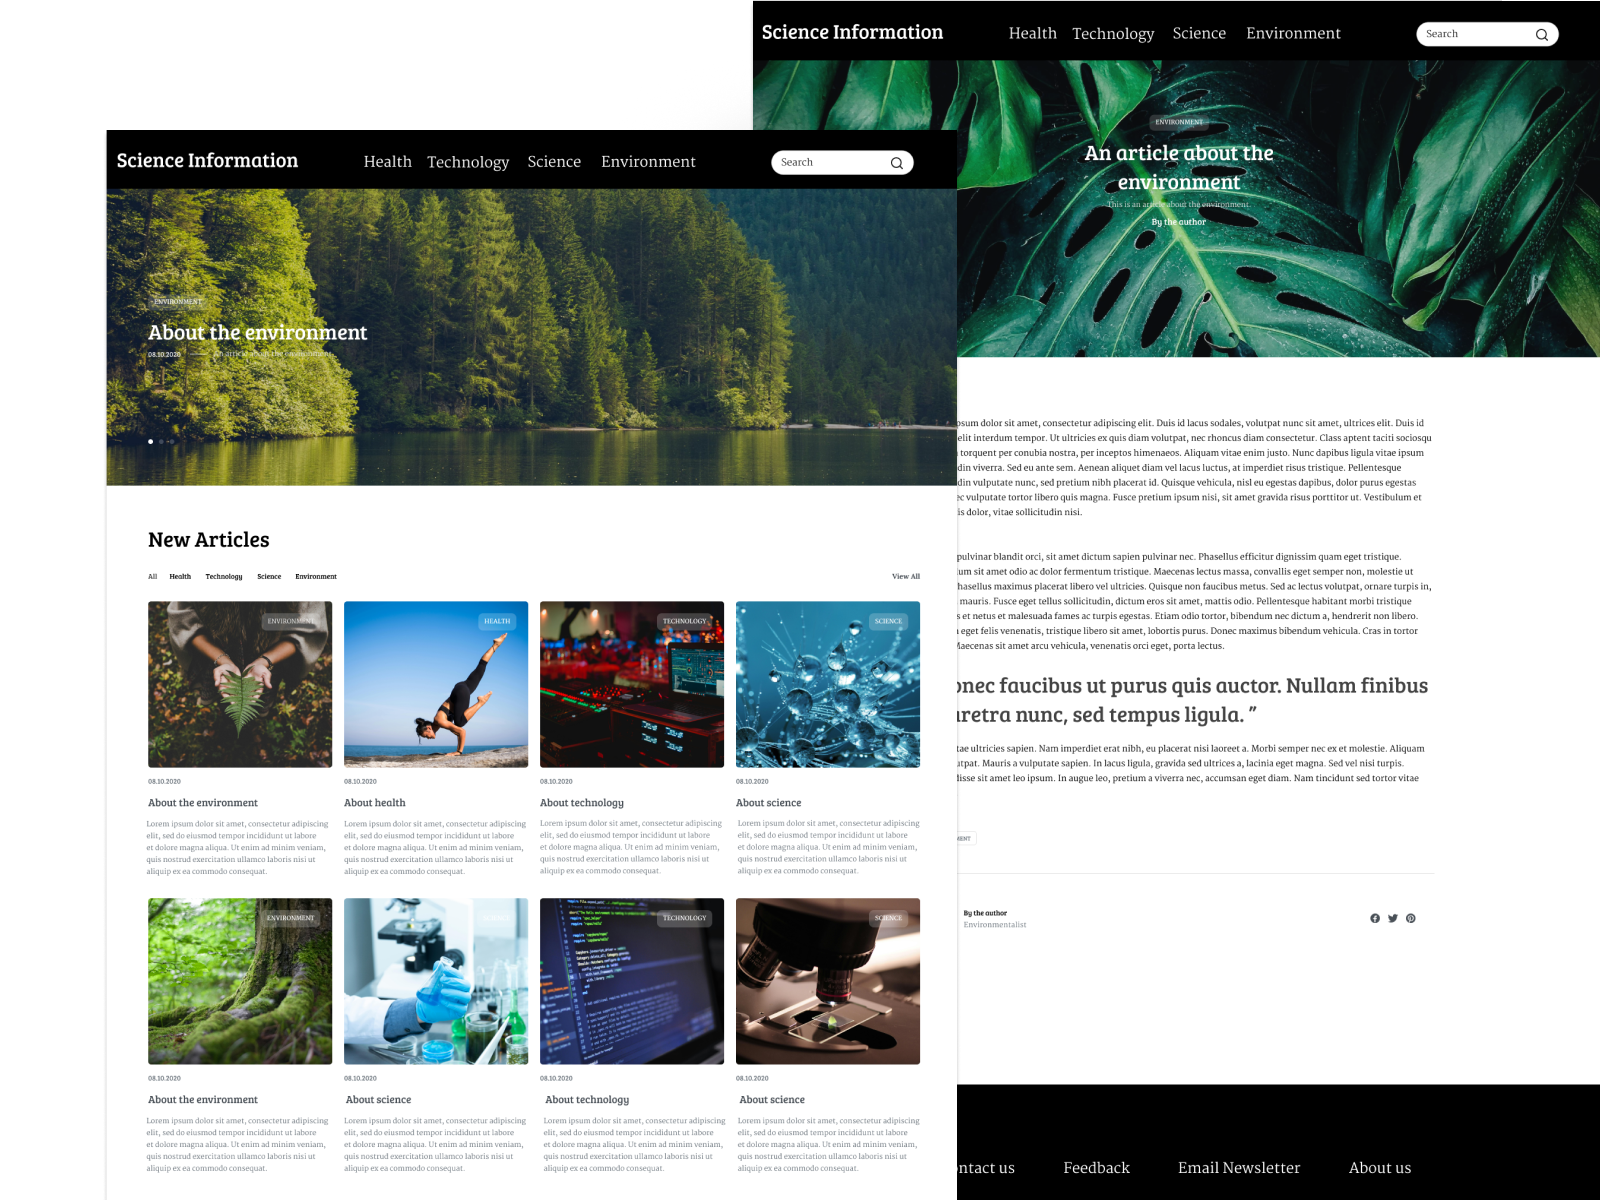 Science Information
Health Technology Science Environment
Search
ENVIRONMENT
An article about the
environment
This is an article about the environment.
By the author
Science Information
Health Technology Science Environment
Search
ENVIRONMENT
About the environment
08.10.2020 An article about the environment.
New Articles
All Health Technology Science Environment View All
ENVIRONMENT
08.10.2020
About the environment
Lorem ipsum dolor sit amet, consectetur adipiscing
elit, sed do eiusmod tempor incididunt ut labore
et dolore magna aliqua. Ut enim ad minim veniam,
quis nostrud exercitation ullamco laboris nisi ut
aliquip ex ea commodo consequat.
HEALTH
08.10.2020
About health
Lorem ipsum dolor sit amet, consectetur adipiscing
elit, sed do eiusmod tempor incididunt ut labore
et dolore magna aliqua. Ut enim ad minim veniam,
quis nostrud exercitation ullamco laboris nisi ut
aliquip ex ea commodo consequat.
TECHNOLOGY
08.10.2020
About technology
Lorem ipsum dolor sit amet, consectetur adipiscing
elit, sed do eiusmod tempor incididunt ut labore
et dolore magna aliqua. Ut enim ad minim veniam,
quis nostrud exercitation ullamco laboris nisi ut
aliquip ex ea commodo consequat.
SCIENCE
08.10.2020
About science
Lorem ipsum dolor sit amet, consectetur adipiscing
elit, sed do eiusmod tempor incididunt ut labore
et dolore magna aliqua. Ut enim ad minim veniam,
quis nostrud exercitation ullamco laboris nisi ut
aliquip ex ea commodo consequat.
ENVIRONMENT
08.10.2020
About the environment
Lorem ipsum dolor sit amet, consectetur adipiscing
elit, sed do eiusmod tempor incididunt ut labore
et dolore magna aliqua. Ut enim ad minim veniam,
quis nostrud exercitation ullamco laboris nisi ut
aliquip ex ea commodo consequat.
SCIENCE
08.10.2020
About science
Lorem ipsum dolor sit amet, consectetur adipiscing
elit, sed do eiusmod tempor incididunt ut labore
et dolore magna aliqua. Ut enim ad minim veniam,
quis nostrud exercitation ullamco laboris nisi ut
aliquip ex ea commodo consequat.
TECHNOLOGY
08.10.2020
About technology
Lorem ipsum dolor sit amet, consectetur adipiscing
elit, sed do eiusmod tempor incididunt ut labore
et dolore magna aliqua. Ut enim ad minim veniam,
quis nostrud exercitation ullamco laboris nisi ut
aliquip ex ea commodo consequat.
SCIENCE
08.10.2020
About science
Lorem ipsum dolor sit amet, consectetur adipiscing
elit, sed do eiusmod tempor incididunt ut labore
et dolore magna aliqua. Ut enim ad minim veniam,
quis nostrud exercitation ullamco laboris nisi ut
aliquip ex ea commodo consequat.
psum dolor sit amet, consectetur adipiscing elit. Duis id lacus sodales, volutpat nunc sit amet, ultrices elit. Duis id
elit interdum tempor. Ut ultricies ex quis diam volutpat, nec rhoncus diam consectetur. Class aptent taciti sociosqu
torquent per conubia nostra, per inceptos himenaeos. Aliquam vitae enim justo. Nunc dapibus ligula vitae ipsum
din viverra. Sed eu ante sem. Aenean aliquet diam vel lacus luctus, at imperdiet risus tristique. Pellentesque
din vulputate nunc, sed pretium nibh placerat id. Quisque vehicula, nisl eu egestas dapibus, dolor purus egestas
ec vulputate tortor libero quis magna. Fusce pretium ipsum nisi, sit amet gravida risus porttitor ut. Vestibulum et
is dolor, vitae sollicitudin nisi.
pulvinar blandit orci, sit amet dictum sapien pulvinar nec. Phasellus efficitur dignissim quam eget tristique.
um sit amet odio ac dolor fermentum tristique. Maecenas lectus massa, convallis eget semper non, molestie ut
hasellus maximus placerat libero vel ultricies. Quisque non faucibus metus. Sed ac lectus volutpat, ornare turpis in,
mauris. Fusce eget tellus sollicitudin, dictum eros sit amet, mattis odio. Pellentesque habitant morbi tristique
s et netus et malesuada fames ac turpis egestas. Etiam odio tortor, bibendum nec dictum a, hendrerit non libero.
eget felis venenatis, tristique libero sit amet, lobortis purus. Donec maximus bibendum vehicula. Cras in tortor
Maecenas sit amet arcu vehicula, venenatis orci eget, porta lectus.
onec faucibus ut purus quis auctor. Nullam finibus
aretra nunc, sed tempus ligula. ”
tae ultricies sapien. Nam imperdiet erat nibh, eu placerat nisi laoreet a. Morbi semper nec ex et molestie. Aliquam
utpat. Mauris a vulputate sapien. In lacus ligula, gravida sed ultrices a, lacinia eget magna. Sed vel nisi turpis.
disse sit amet leo ipsum. In augue leo, pretium a viverra nec, accumsan eget diam. Nam tincidunt sed tortor vitae
MENT
By the author
Environmentalist
ontact us Feedback Email Newsletter About us